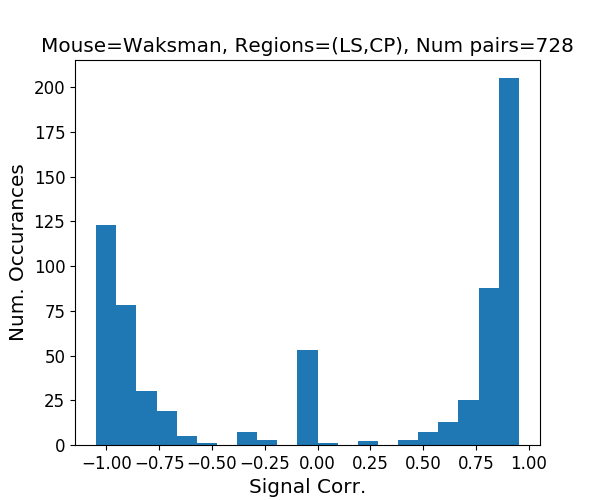 Mouse=Waksman, Regions=(LS,CP), Num pairs=728
Num. Occurances
200
175
150
125
100
75
50
25
0
−1.00 −0.75 −0.50 −0.25 0.00 0.25 0.50 0.75 1.00
Signal Corr.